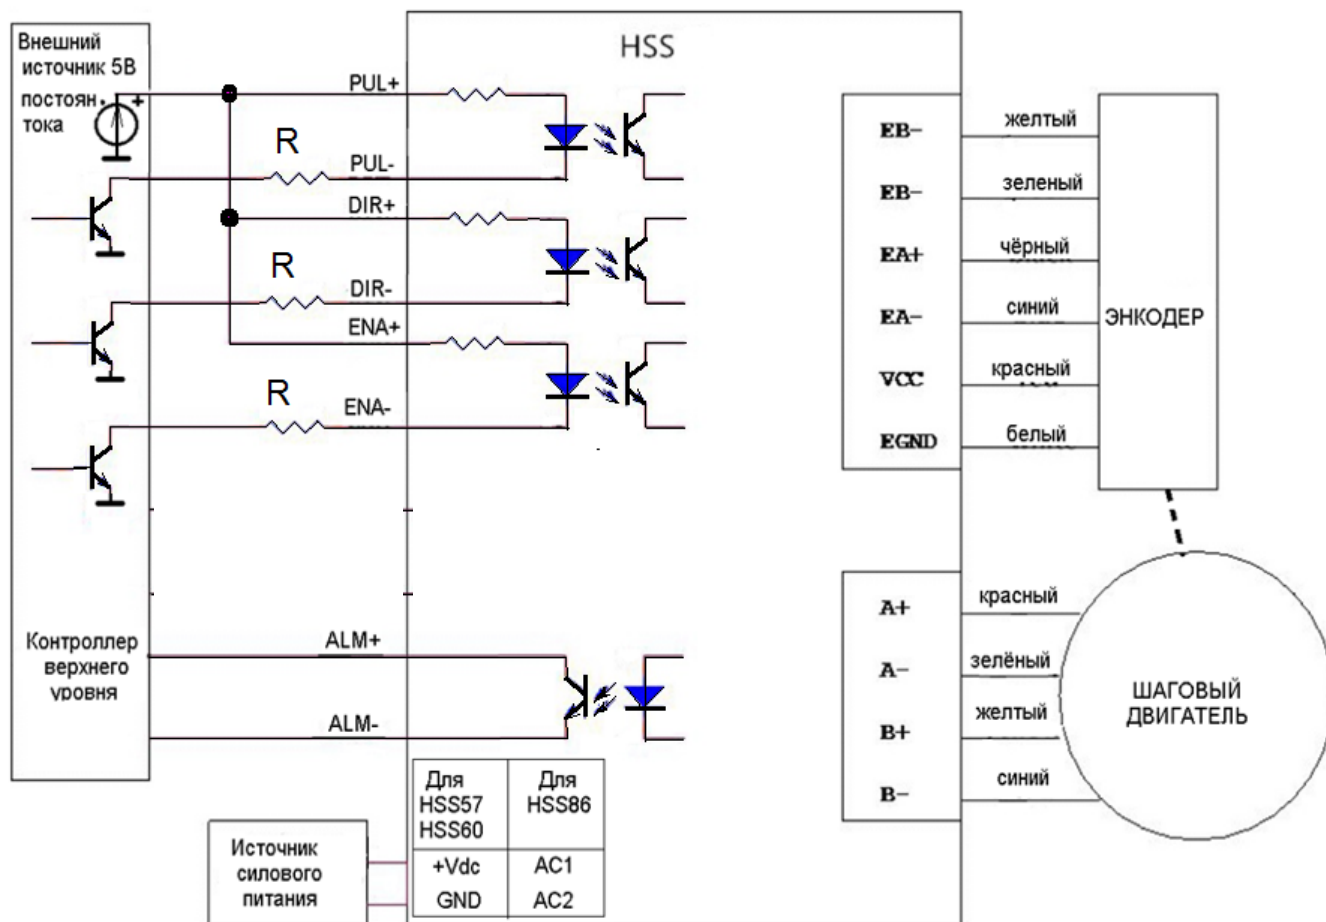 HSS
Внешний
источник 5В
постоян.
тока
+
PUL+
R
PUL-
DIR+
R
DIR-
ENA+
R
ENA-
Контроллер
верхнего
уровня
ALM+
ALM-
Источник
силового
питания
Для
HSS57
HSS60
Для
HSS86
+Vdc
AC1
GND
AC2
EB-
желтый
EB-
зеленый
EA+
чёрный
EA-
синий
VCC
красный
EGND
белый
ЭНКОДЕР
A+
красный
A-
зелёный
B+
желтый
B-
синий
ШАГОВЫЙ
ДВИГАТЕЛЬ